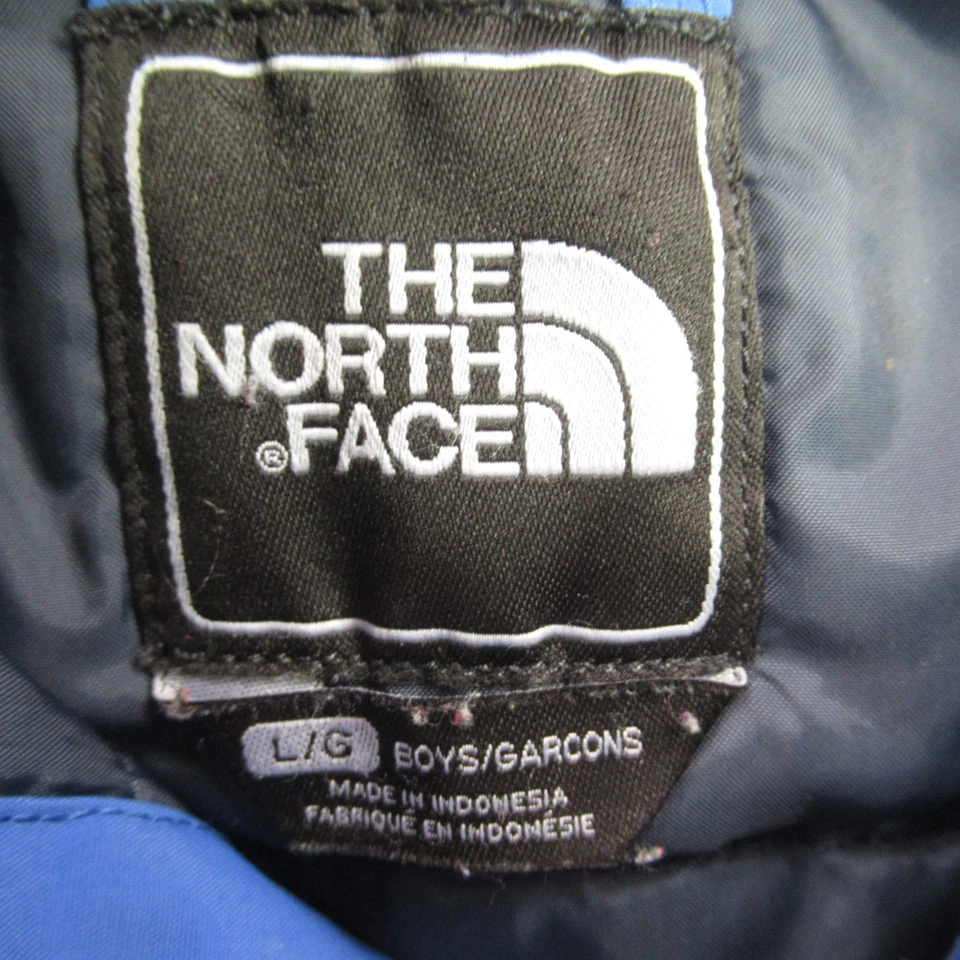 THE
NORTH
®FACE
L/G BOYS/GARCONS
MADE IN INDONESIA
FABRIQUÉ EN INDONÉSIE